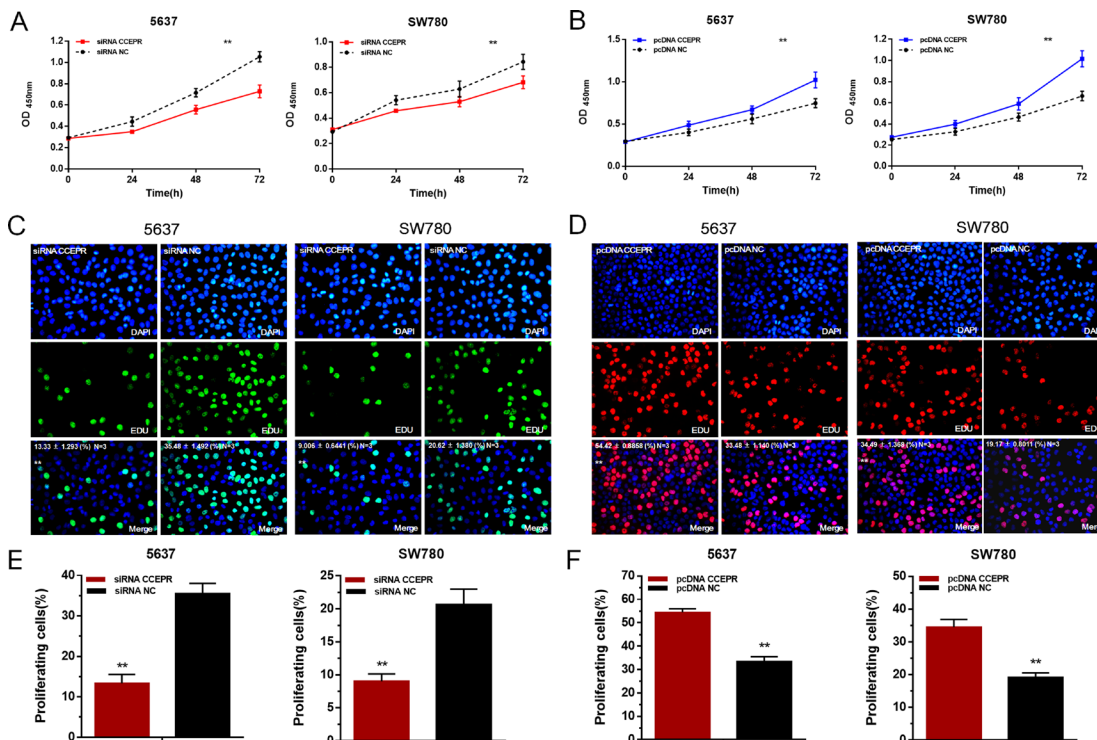 A
5637
siRNA CCEPR
siRNA NC
**
OD 450nm
1.2
1.0
0.8
0.6
0.4
0.2
0.0
0 24 48 72
Time(h)
SW780
siRNA CCEPR
siRNA NC
**
OD 450nm
1.0
0.8
0.6
0.4
0.2
0.0
0 24 48 72
Time(h)
B
5637
pcDNA CCEPR
pcDNA NC
**
OD 450nm
1.5
1.0
0.5
0.0
0 24 48 72
Time(h)
SW780
pcDNA CCEPR
pcDNA NC
**
OD 450nm
1.2
1.0
0.8
0.6
0.4
0.2
0.0
0 24 48 72
Time(h)
C
5637
SW780
siRNA CCEPR siRNA NC siRNA CCEPR siRNA NC
DAPI DAPI DAPI DAPI
EDU EDU EDU EDU
13.33 ± 1.293 (%) N=3 35.48 ± 1.492 (%) N=3 9.006 ± 0.6441 (%) N=3 20.62 ± 1.380 (%) N=3
** **
Merge Merge Merge Merge
D
5637
SW780
pcDNA CCEPR pcDNA NC pcDNA CCEPR pcDNA NC
DAPI DAPI DAPI DAPI
EDU EDU EDU EDU
54.42 ± 0.8858 (%) N=3 33.48 ± 1.140 (%) N=3 34.49 ± 1.368 (%) N=3 19.17 ± 0.8011 (%) N=3
** **
Merge Merge Merge Merge
E
5637
siRNA CCEPR
siRNA NC
**
Proliferating cells(%)
40
30
20
10
0
SW780
siRNA CCEPR
siRNA NC
**
Proliferating cells(%)
25
20
15
10
5
0
F
5637
pcDNA CCEPR
pcDNA NC
**
Proliferating cells(%)
60
50
40
30
20
10
0
SW780
pcDNA CCEPR
pcDNA NC
**
Proliferating cells(%)
50
40
30
20
10
0